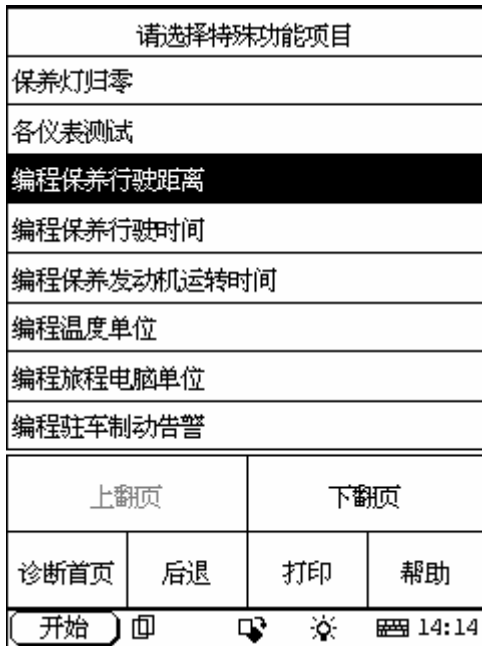 请选择特殊功能项目
保养灯归零
各仪表测试
编程保养行驶距离
编程保养行驶时间
编程保养发动机运转时间
编程温度单位
编程旅程电脑单位
编程驻车制动告警
上翻页 下翻页
诊断首页 后退 打印 帮助
开始 14:14